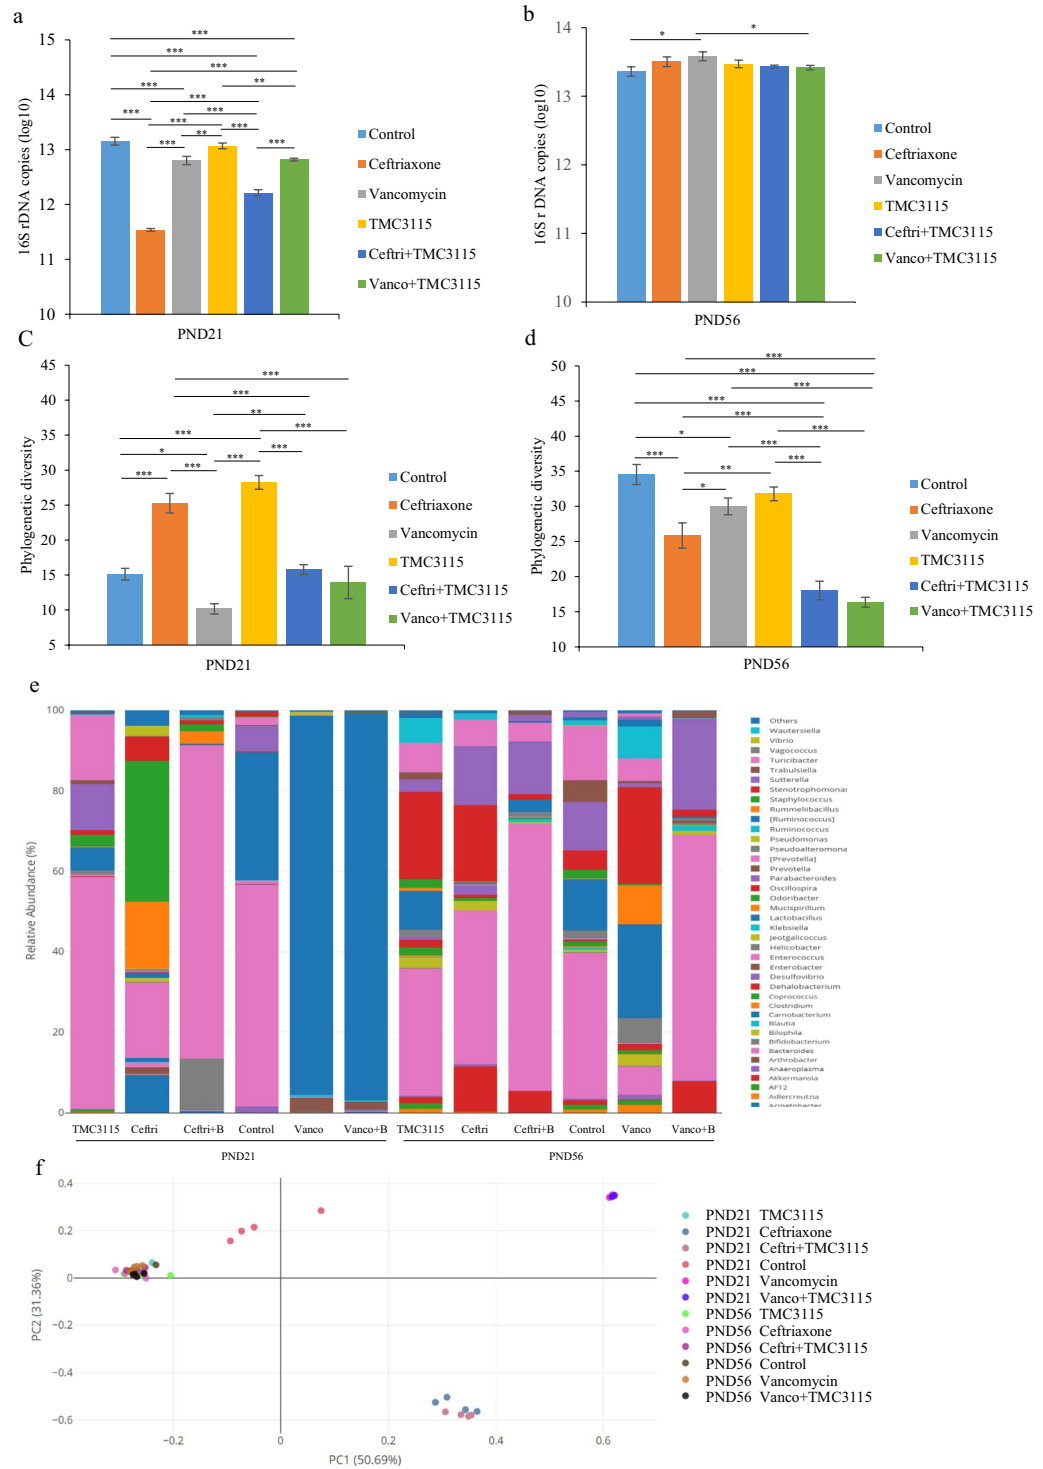 a
16S rDNA copies (log10)
15
14
13
12
11
10
***
***
***
**
***
***
***
***
***
***
**
***
***
PND21
Control
Ceftriaxone
Vancomycin
TMC3115
Ceftri+TMC3115
Vanco+TMC3115
b
16S r DNA copies (log10)
14
13
12
11
10
*
*
PND56
Control
Ceftriaxone
Vancomycin
TMC3115
Ceftri+TMC3115
Vanco+TMC3115
C
Phylogenetic diversity
45
40
35
30
25
20
15
10
5
***
***
**
***
***
*
***
***
***
***
PND21
Control
Ceftriaxone
Vancomycin
TMC3115
Ceftri+TMC3115
Vanco+TMC3115
d
Phylogenetic diversity
50
45
40
35
30
25
20
15
10
***
***
***
***
***
***
*
***
***
**
***
*
PND56
Control
Ceftriaxone
Vancomycin
TMC3115
Ceftri+TMC3115
Vanco+TMC3115
e
Relative Abundance (%)
100
80
60
40
20
0
TMC3115 Ceftri Ceftri+B Control Vanco Vanco+B TMC3115 Ceftri Ceftri+B Control Vanco Vanco+B
PND21 PND56
Others
Wautersiella
Vibrio
Vagococcus
Turicibacter
Trabulsiella
Sutterella
Stenotrophomonas
Staphylococcus
Rummeliibacillus
[Ruminococcus]
Ruminococcus
Pseudomonas
Pseudoalteromona
[Prevotella]
Prevotella
Parabacteroides
Oscillospira
Odoribacter
Mucispirillum
Lactobacillus
Klebsiella
Jeotgalicoccus
Helicobacter
Enterococcus
Enterobacter
Desulfovibrio
Dehalobacterium
Coprococcus
Clostridium
Carnobacterium
Blautia
Bilophila
Bifidobacterium
Bacteroides
Arthrobacter
Anaeroplasma
Akkermansia
AF12
Adlercreutzia
Acinetobacter
f
PC2 (31.36%)
0.4
0.2
0
−0.2
−0.4
−0.6
−0.2 0 0.2 0.4 0.6
PC1 (50.69%)
PND21 TMC3115
PND21 Ceftriaxone
PND21 Ceftri+TMC3115
PND21 Control
PND21 Vancomycin
PND21 Vanco+TMC3115
PND56 TMC3115
PND56 Ceftriaxone
PND56 Ceftri+TMC3115
PND56 Control
PND56 Vancomycin
PND56 Vanco+TMC3115